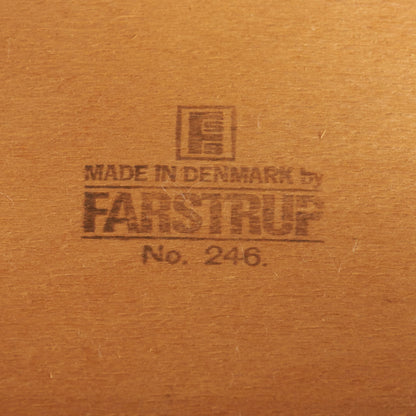 MADE IN DENMARK by
FARSTRUP
No. 246.